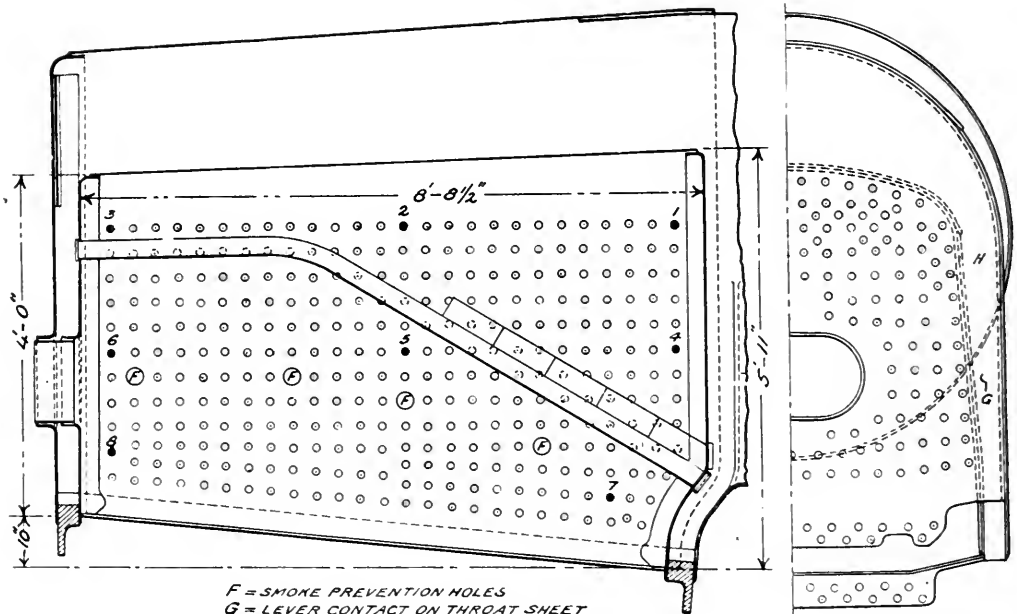 8'-8½"
3
2
1
H
4'-0"
6
5
4
5'-11"
F
F
F
G
8
F
7
10"
F = SMOKE PREVENTION HOLES
G = LEVER CONTACT ON THROAT SHEET